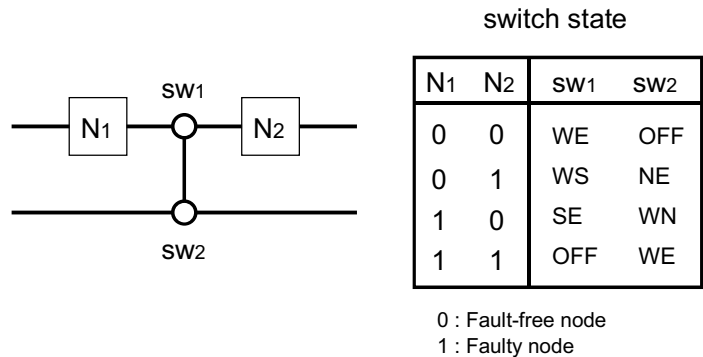 switch state
N1 N2 SW1 SW2
SW1
N1 N2
SW2
0 0 WE OFF
0 1 WS NE
1 0 SE WN
1 1 OFF WE
0 : Fault-free node
1 : Faulty node